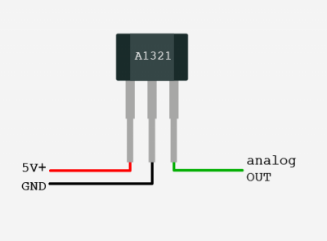 A1321
5V+
GND
analog
OUT